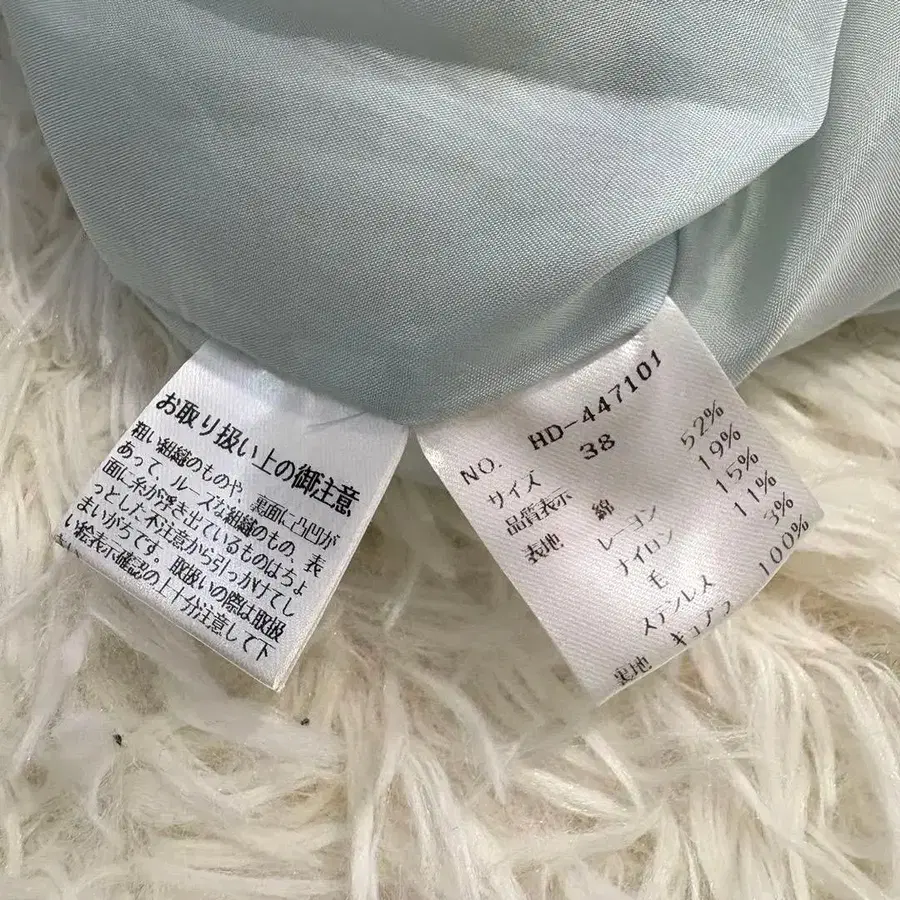 お取り扱い上の御注意
粗い組織のものや、裏面に凸凹が
あって、ルーズな組織のもの、表
面に糸が浮き出ているものはちょ
っとした不注意から引っかけてし
まいがちです。取扱いの際は取扱
い絵表示確認の上十分注意して下
さい。
NO. HD-447101
サイズ 38
品質表示
表地 綿 52%
レーヨン 19%
ナイロン 15%
毛 11%
ステンレス 3%
裏地 キュプラ 100%